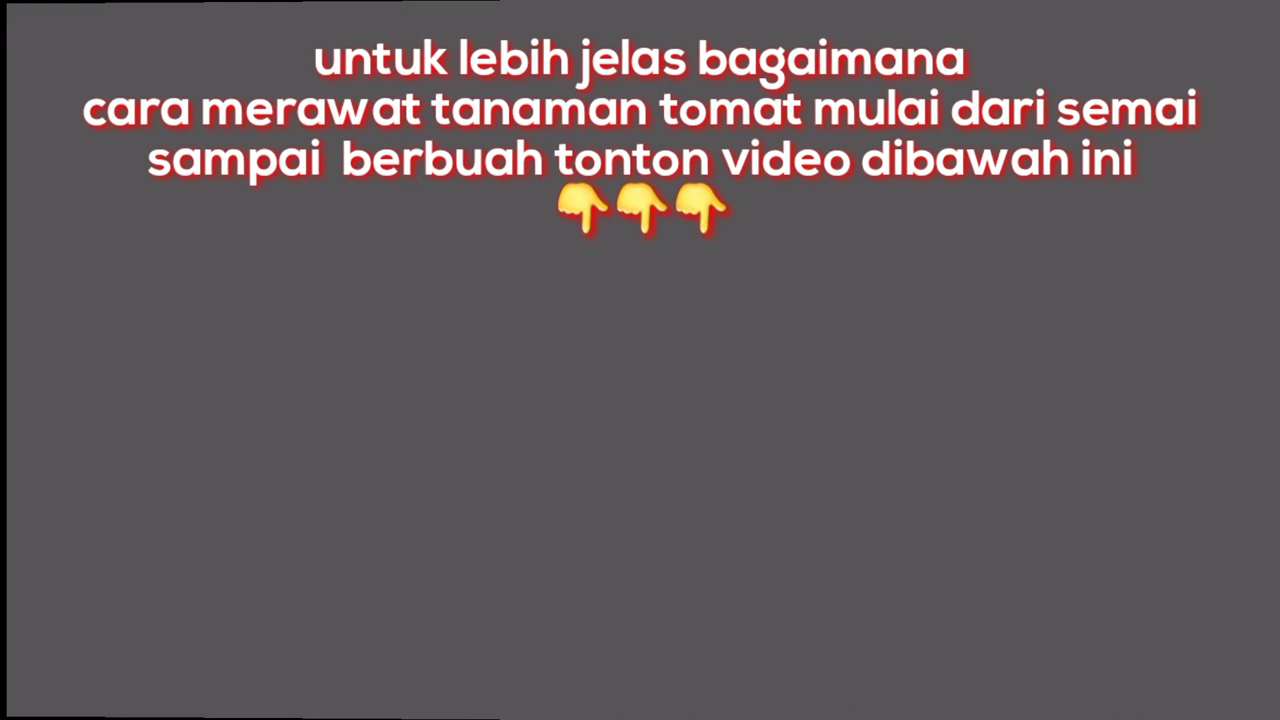 untuk lebih jelas bagaimana
cara merawat tanaman tomat mulai dari semai
sampai  berbuah tonton video dibawah ini
👇👇👇